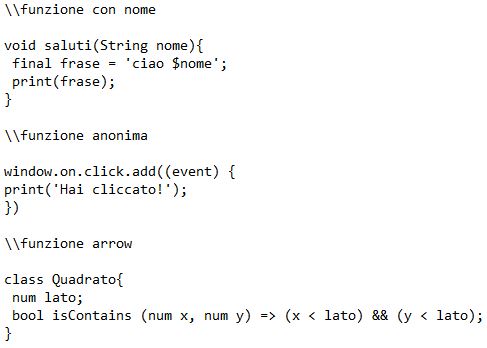 \\funzione con nome
void saluti(String nome){
final frase = 'ciao $nome';
print(frase);
}
\\funzione anonima
window.on.click.add((event) {
print('Hai cliccato!');
})
\\funzione arrow
class Quadrato{
num lato;
bool isContains (num x, num y) => (x < lato) && (y < lato);
}